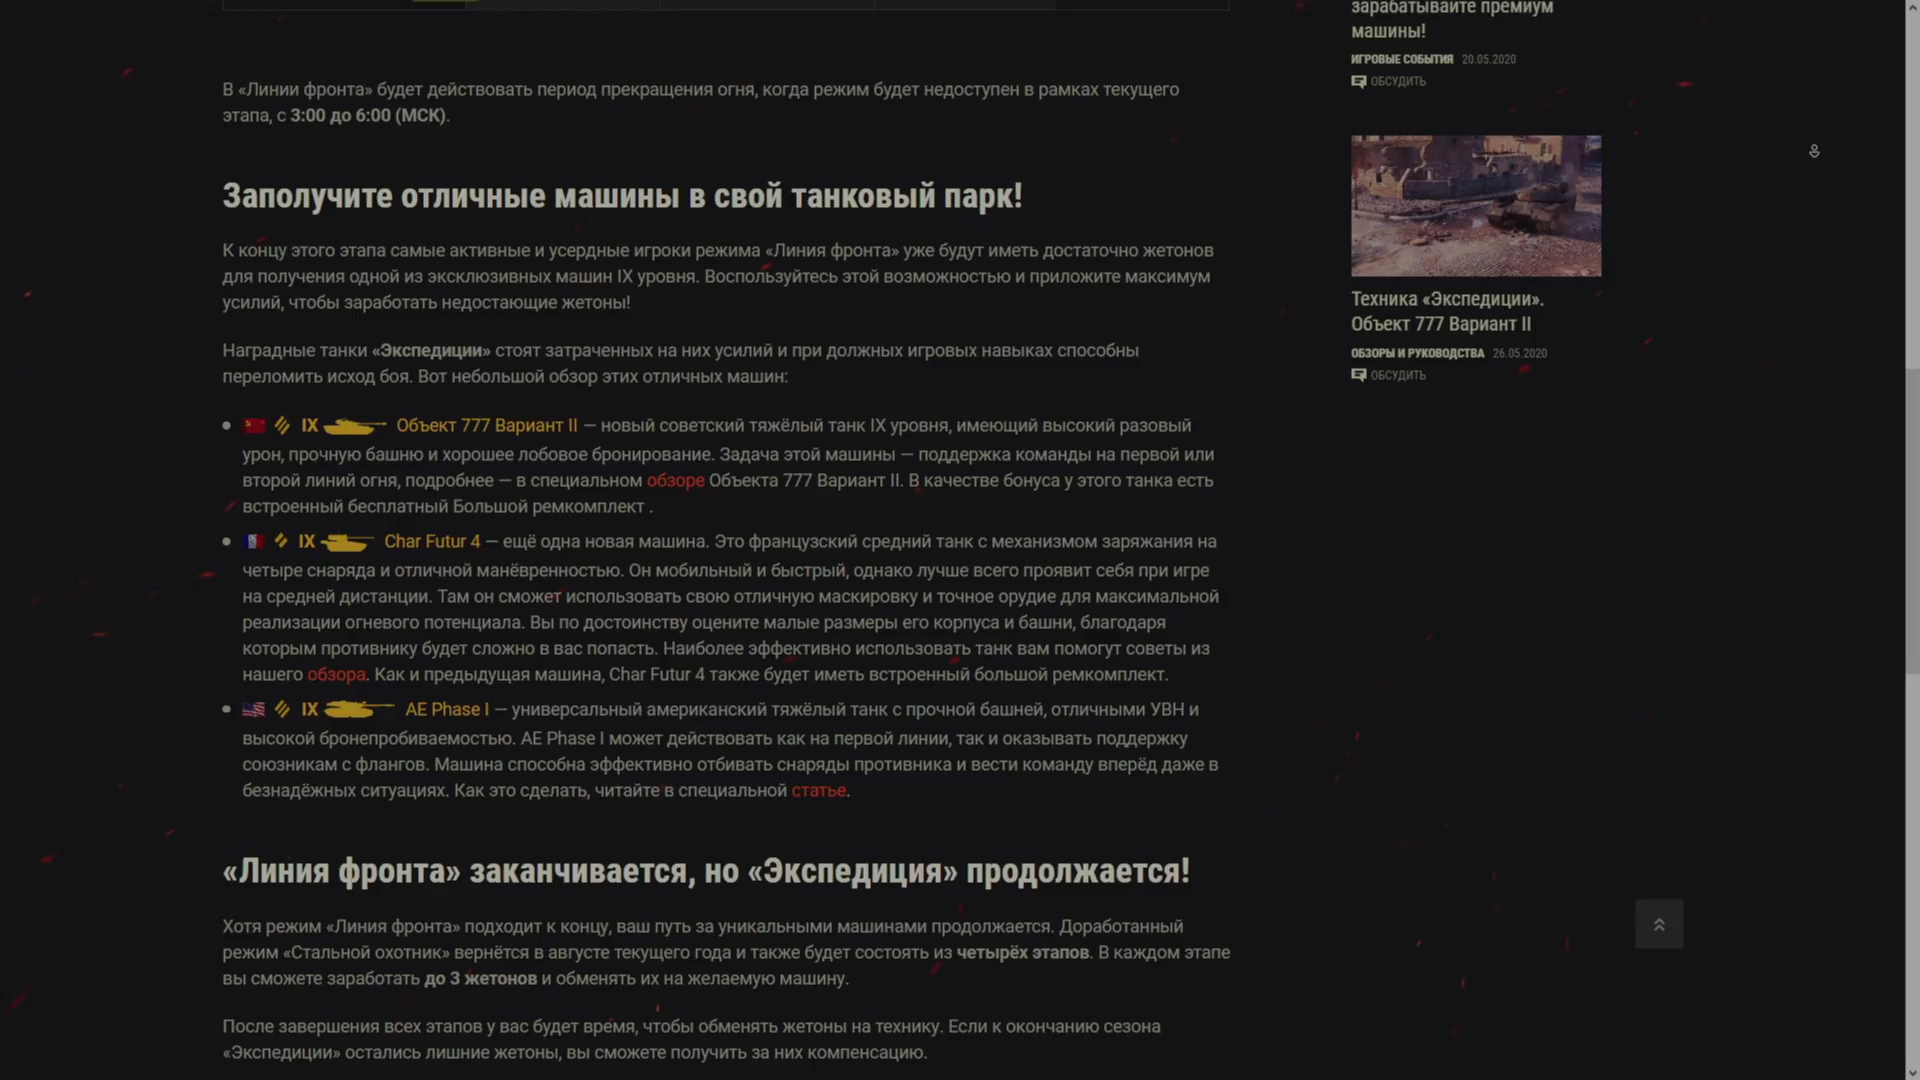 В «Линии фронта» будет действовать период прекращения огня, когда режим будет недоступен в рамках текущего
этапа, с 3:00 до 6:00 (МСК).
Заполучите отличные машины в свой танковый парк!
К концу этого этапа самые активные и усердные игроки режима «Линия фронта» уже будут иметь достаточно жетонов
для получения одной из эксклюзивных машин IX уровня. Воспользуйтесь этой возможностью и приложите максимум
усилий, чтобы заработать недостающие жетоны!
Наградные танки «Экспедиции» стоят затраченных на них усилий и при должных игровых навыках способны
переломить исход боя. Вот небольшой обзор этих отличных машин:
IX Объект 777 Вариант II — новый советский тяжёлый танк IX уровня, имеющий высокий разовый
урон, прочную башню и хорошее лобовое бронирование. Задача этой машины — поддержка команды на первой или
второй линий огня, подробнее — в специальном обзоре Объекта 777 Вариант II. В качестве бонуса у этого танка есть
встроенный бесплатный Большой ремкомплект .
IX Char Futur 4 — ещё одна новая машина. Это французский средний танк с механизмом заряжания на
четыре снаряда и отличной манёвренностью. Он мобильный и быстрый, однако лучше всего проявит себя при игре
на средней дистанции. Там он сможет использовать свою отличную маскировку и точное орудие для максимальной
реализации огневого потенциала. Вы по достоинству оцените малые размеры его корпуса и башни, благодаря
которым противнику будет сложно в вас попасть. Наиболее эффективно использовать танк вам помогут советы из
нашего обзора. Как и предыдущая машина, Char Futur 4 также будет иметь встроенный большой ремкомплект.
IX AE Phase I — универсальный американский тяжёлый танк с прочной башней, отличными УВН и
высокой бронепробиваемостью. AE Phase I может действовать как на первой линии, так и оказывать поддержку
союзникам с флангов. Машина способна эффективно отбивать снаряды противника и вести команду вперёд даже в
безнадёжных ситуациях. Как это сделать, читайте в специальной статье.
«Линия фронта» заканчивается, но «Экспедиция» продолжается!
Хотя режим «Линия фронта» подходит к концу, ваш путь за уникальными машинами продолжается. Доработанный
режим «Стальной охотник» вернётся в августе текущего года и также будет состоять из четырёх этапов. В каждом этапе
вы сможете заработать до 3 жетонов и обменять их на желаемую машину.
После завершения всех этапов у вас будет время, чтобы обменять жетоны на технику. Если к окончанию сезона
«Экспедиции» остались лишние жетоны, вы сможете получить за них компенсацию.
зарабатывайте премиум
машины!
ИГРОВЫЕ СОБЫТИЯ 20.05.2020
ОБСУДИТЬ
Техника «Экспедиции».
Объект 777 Вариант II
ОБЗОРЫ И РУКОВОДСТВА 26.05.2020
ОБСУДИТЬ